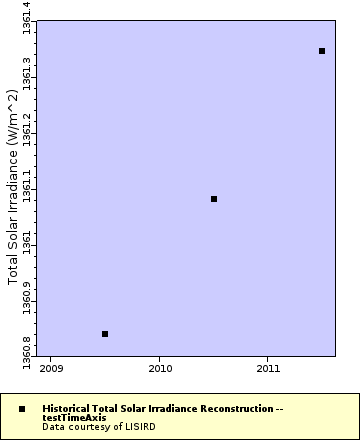 Total Solar Irradiance (W/m^2)
1361.4
1361.3
1361.2
1361.1
1361
1360.9
1360.8
2009
2010
2011
Historical Total Solar Irradiance Reconstruction --
testTimeAxis
Data courtesy of LISIRD